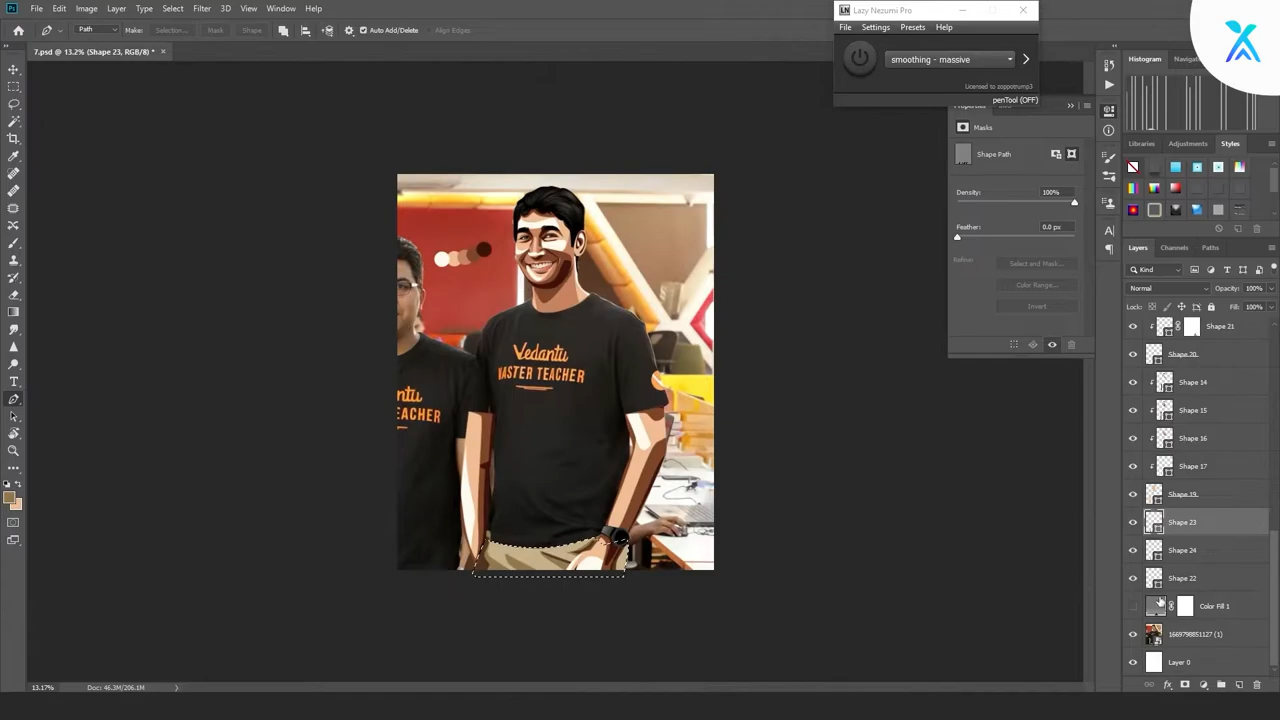 Ps File Edit Image Layer Type Select Filter 3D View Window Help
LN Lazy Nezumi Pro
File Settings Presets Help
smoothing - massive
Licensed to zoppotrump3
penTool (OFF)
Path Selection... Mask Shape Auto Add/Delete Align Edges
7.psd @ 13.2% (Shape 23, RGB/8) *
Histogram
Properties
Masks
Shape Path
Density: 100%
Feather: 0.0 px
Refine: Select and Mask...
Color Range...
Invert
Libraries Adjustments Styles
Layers Channels Paths
Kind
Normal Opacity: 100%
Lock: Fill: 100%
Shape 21
Shape 20
Shape 14
Shape 15
Shape 16
Shape 17
Shape 19
Shape 23
Shape 24
Shape 22
Color Fill 1
1669798851127 (1)
Layer 0
Vedantu
MASTER TEACHER
ntu
EACHER
13.17% Doc: 46.3M/206.1M